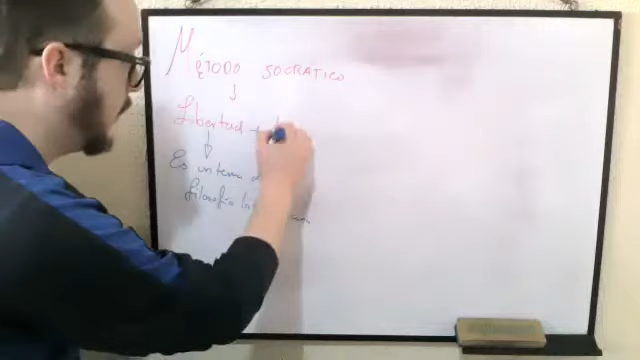 Método SOCRATICO
↓
Libertad →
↓
Es un tema
filosofía